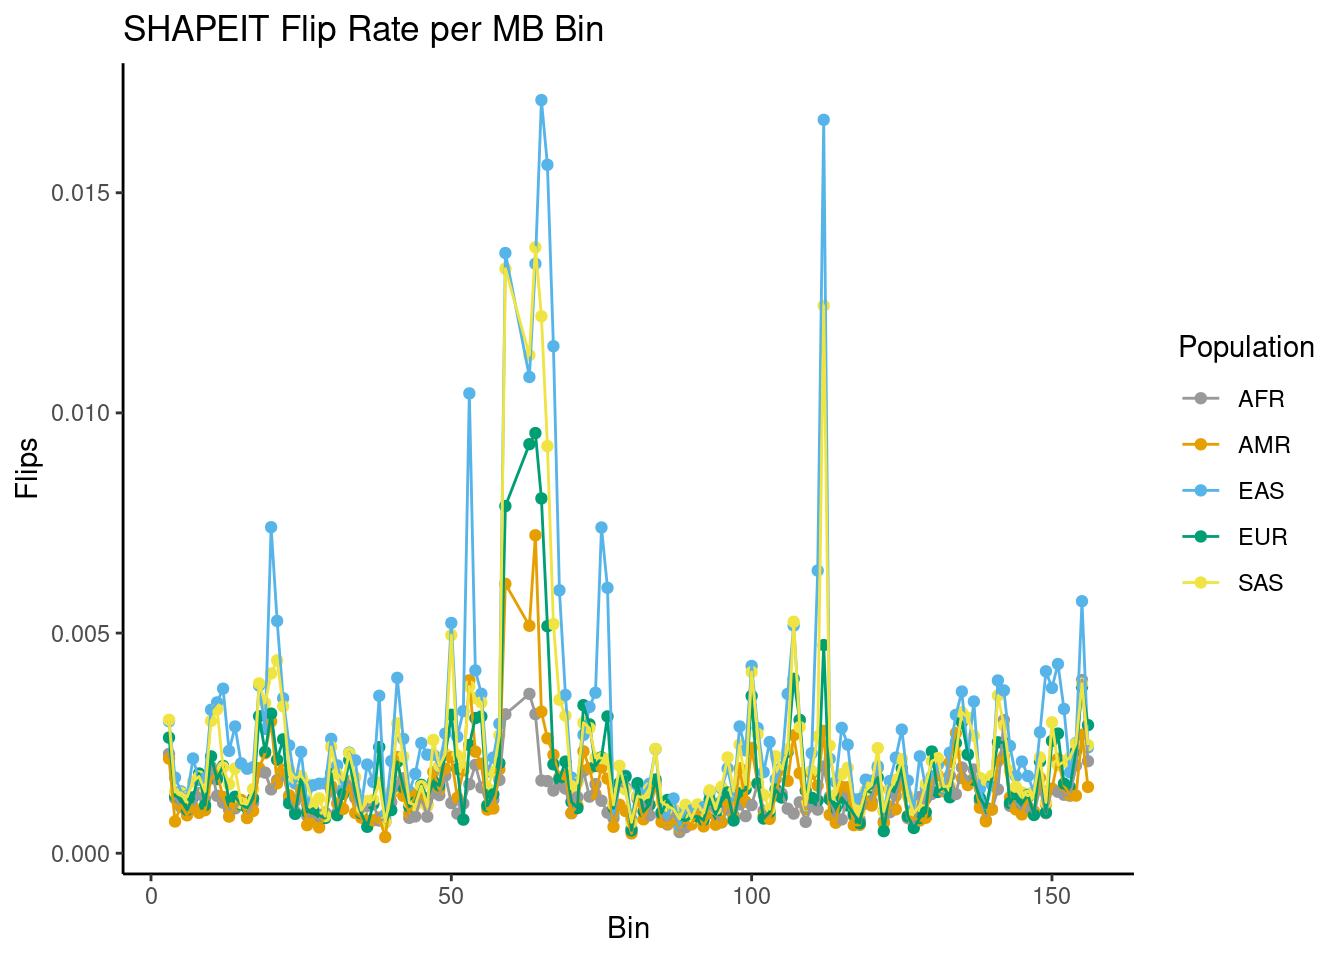 SHAPEIT Flip Rate per MB Bin
0.015
0.010
0.005
0.000
Flips
0
50
100
150
Bin
Population
AFR
AMR
EAS
EUR
SAS